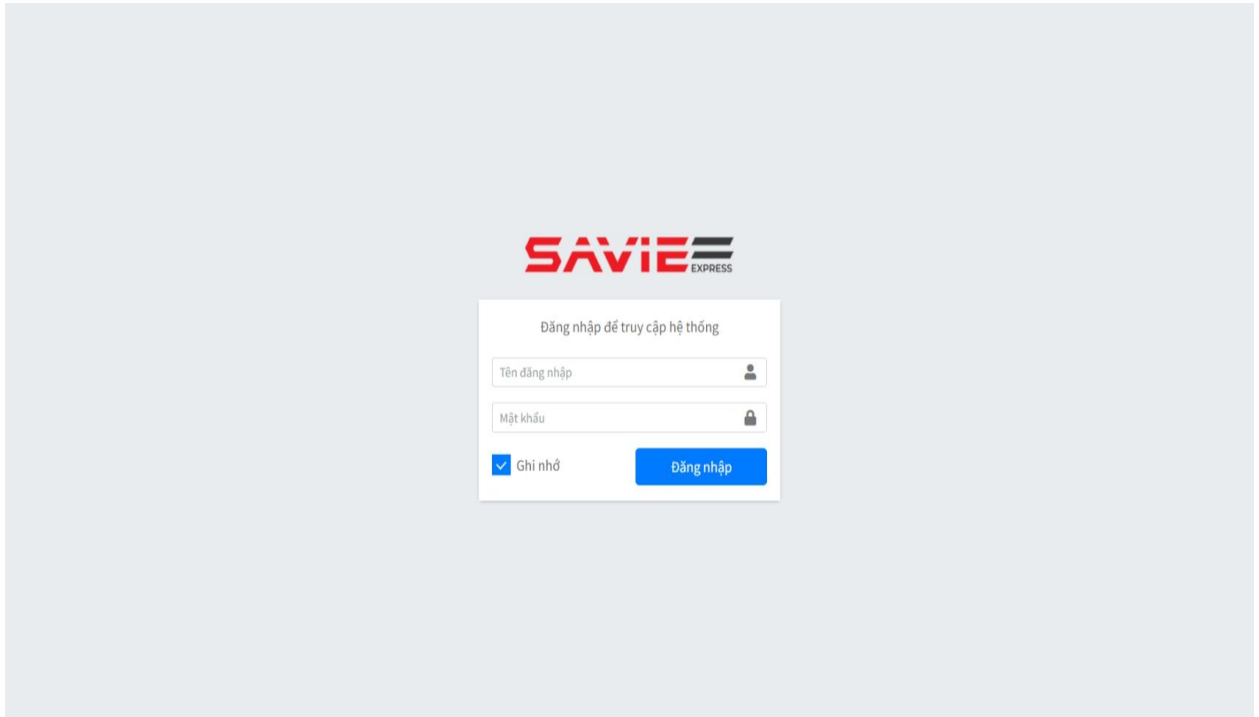 SAVIE
EXPRESS
Đăng nhập để truy cập hệ thống
Tên đăng nhập
Mật khẩu
Ghi nhớ
Đăng nhập